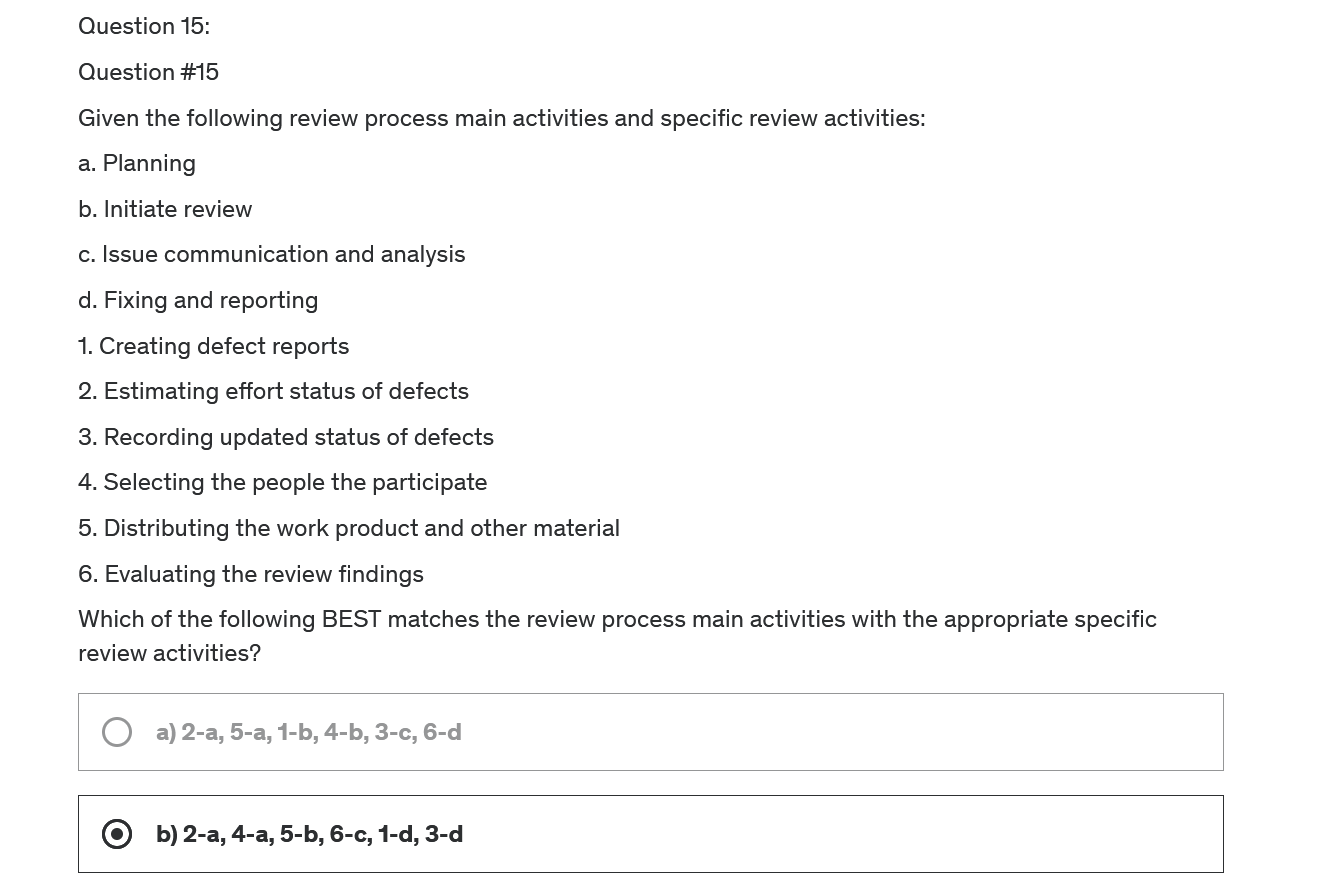 Question 15:
Question #15
Given the following review process main activities and specific review activities:
a. Planning
b. Initiate review
c. Issue communication and analysis
d. Fixing and reporting
1. Creating defect reports
2. Estimating effort status of defects
3. Recording updated status of defects
4. Selecting the people the participate
5. Distributing the work product and other material
6. Evaluating the review findings
Which of the following BEST matches the review process main activities with the appropriate specific
review activities?
a) 2-a, 5-a, 1-b, 4-b, 3-c, 6-d
b) 2-a, 4-a, 5-b, 6-c, 1-d, 3-d